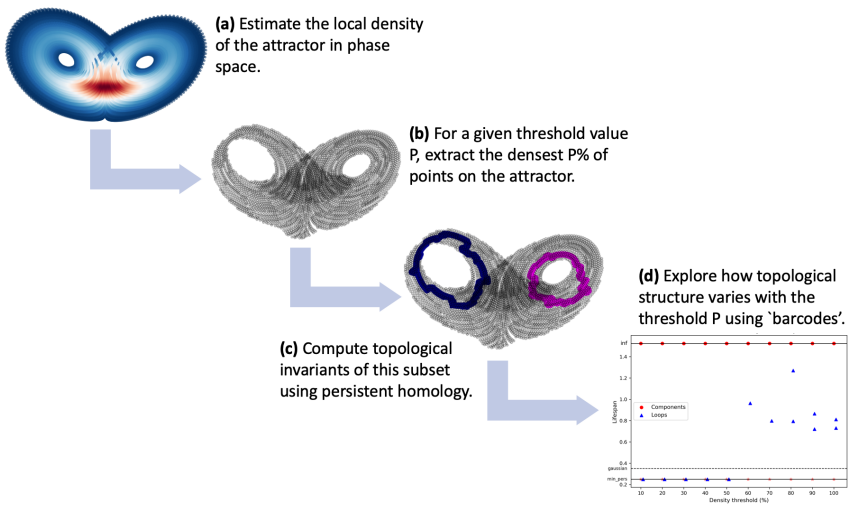 (a) Estimate the local density
of the attractor in phase
space.
(b) For a given threshold value
P, extract the densest P% of
points on the attractor.
(c) Compute topological
invariants of this subset
using persistent homology.
(d) Explore how topological
structure varies with the
threshold P using `barcodes’.
inf
1.4
1.2
1.0
0.8
0.6
0.4
gaussian
min_pers
0.2
Lifespan
Components
Loops
10 20 30 40 50 60 70 80 90 100
Density threshold (%)